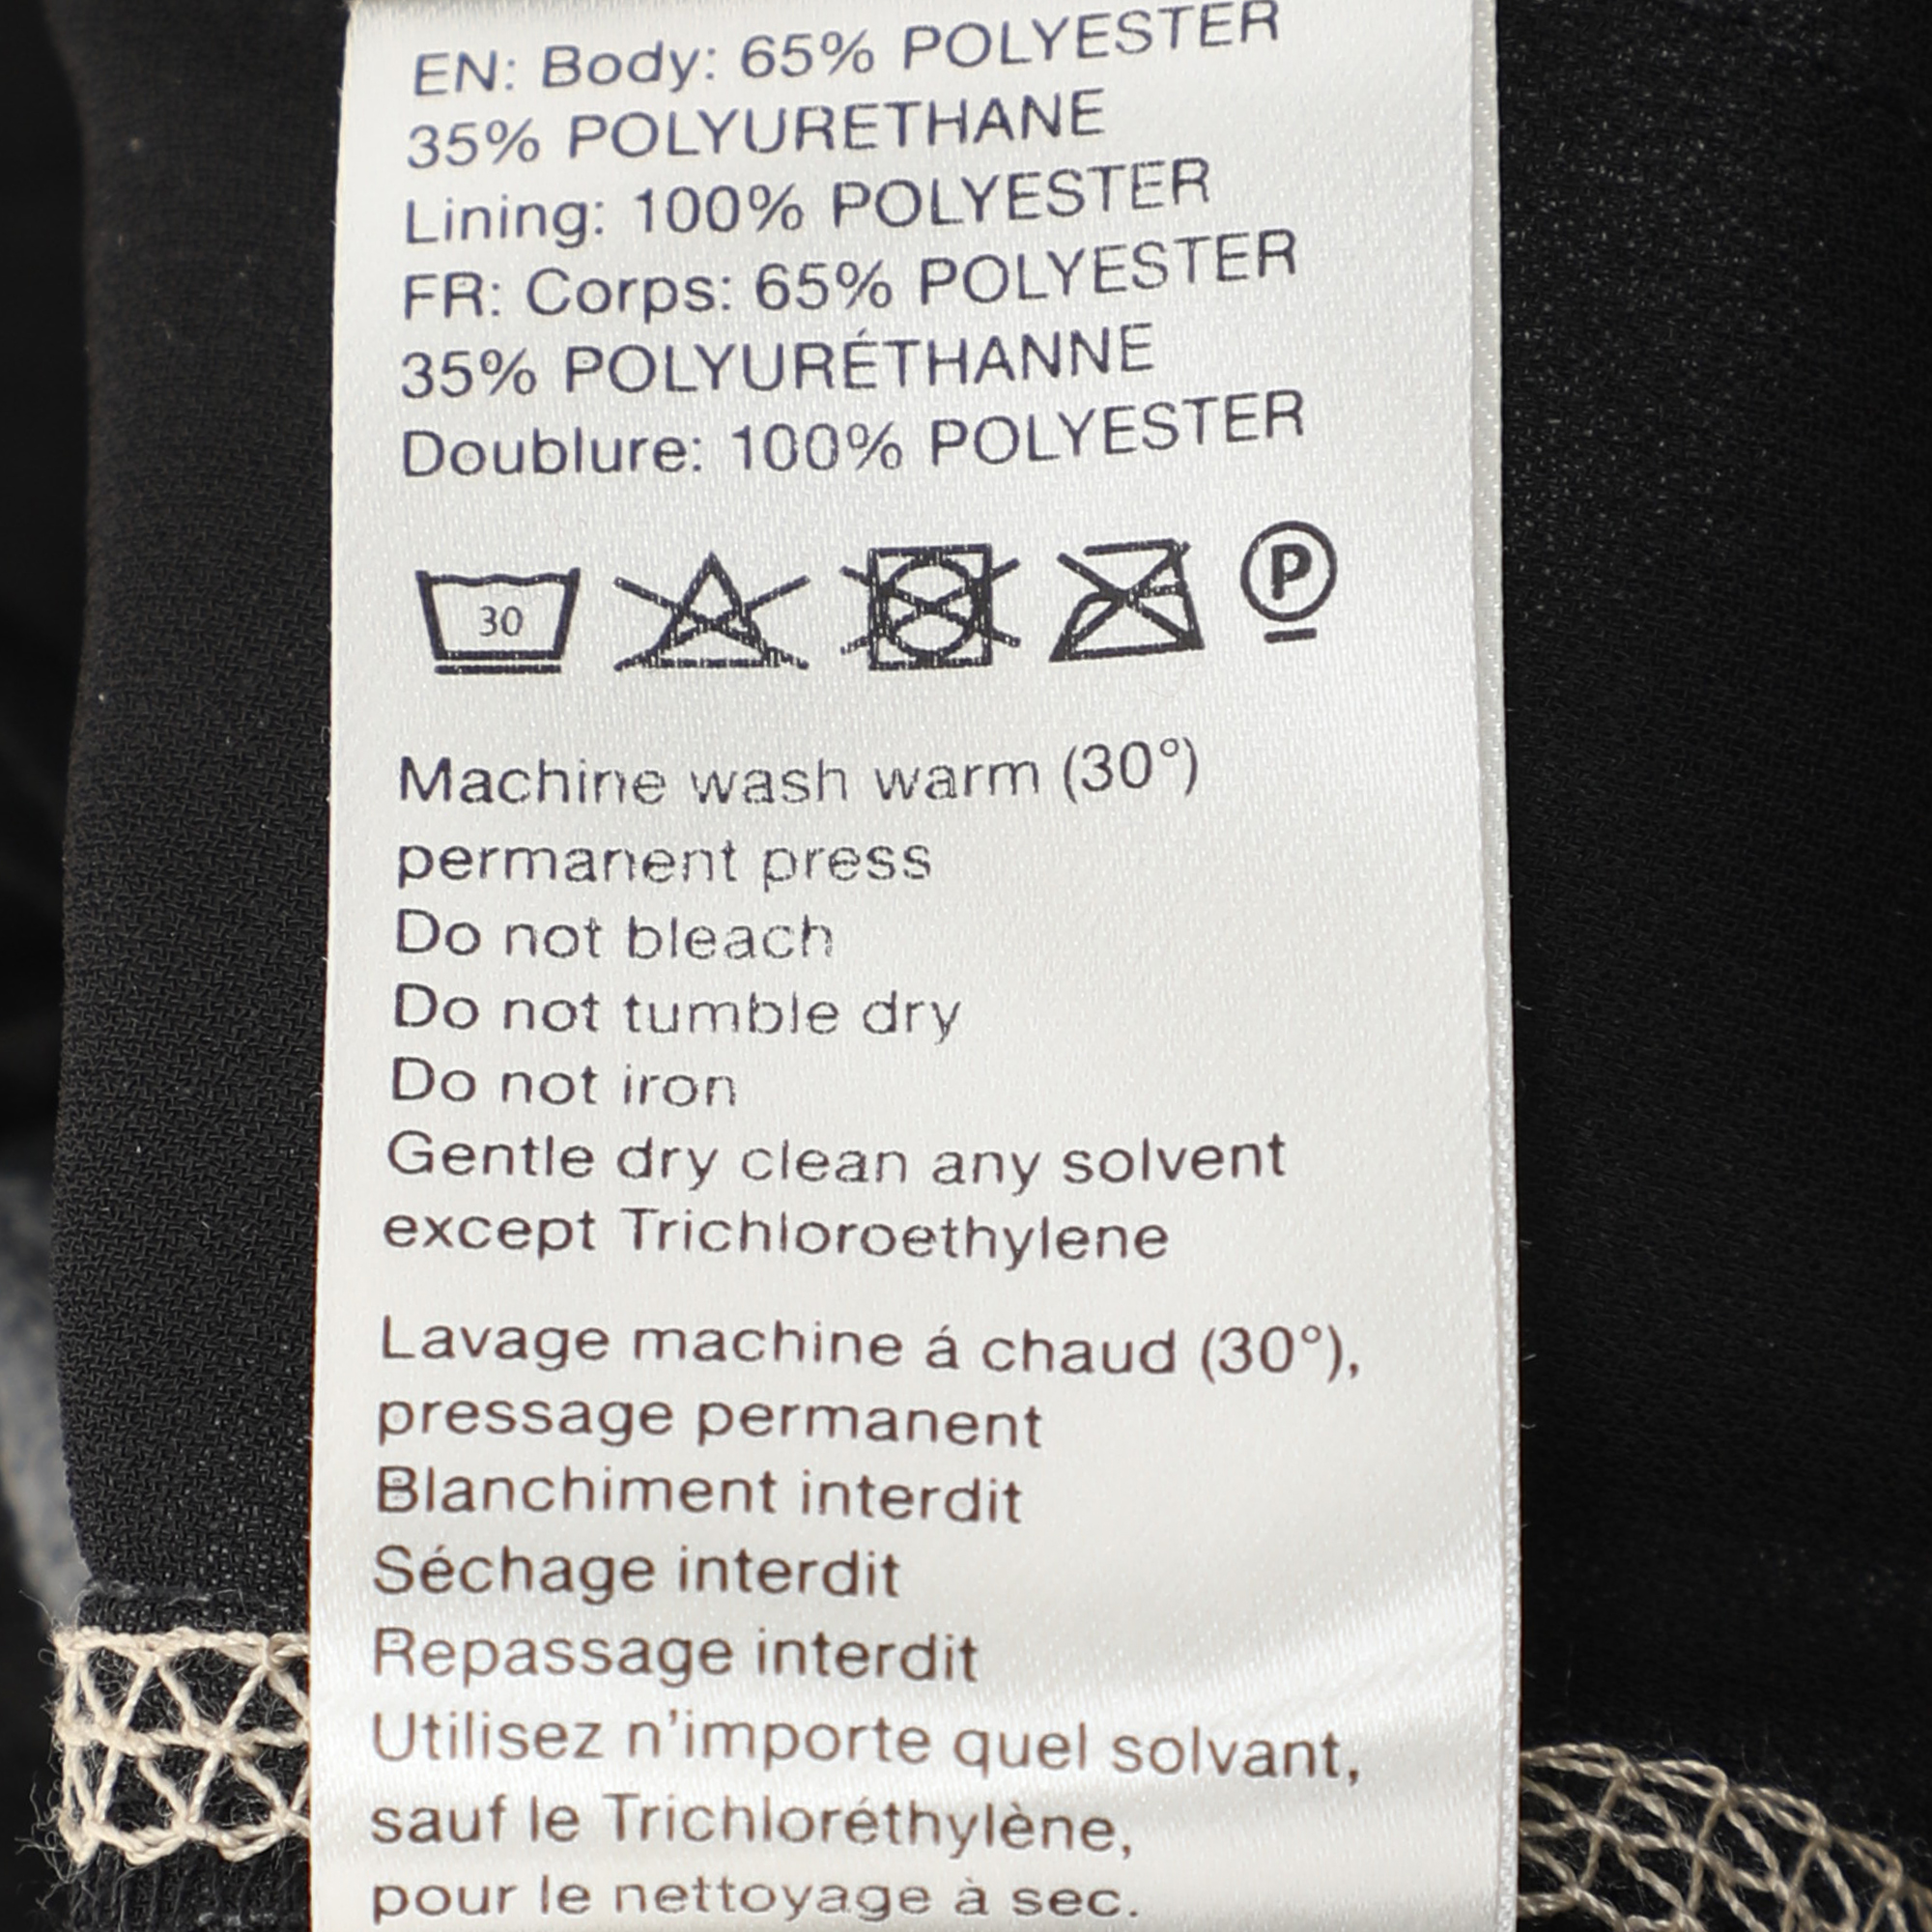 EN: Body: 65% POLYESTER
35% POLYURETHANE
Lining: 100% POLYESTER
FR: Corps: 65% POLYESTER
35% POLYURÉTHANNE
Doublure: 100% POLYESTER
30 P
Machine wash warm (30°)
permanent press
Do not bleach
Do not tumble dry
Do not iron
Gentle dry clean any solvent
except Trichloroethylene
Lavage machine á chaud (30°),
pressage permanent
Blanchiment interdit
Séchage interdit
Repassage interdit
Utilisez n'importe quel solvant,
sauf le Trichloréthylène,
pour le nettoyage à sec.